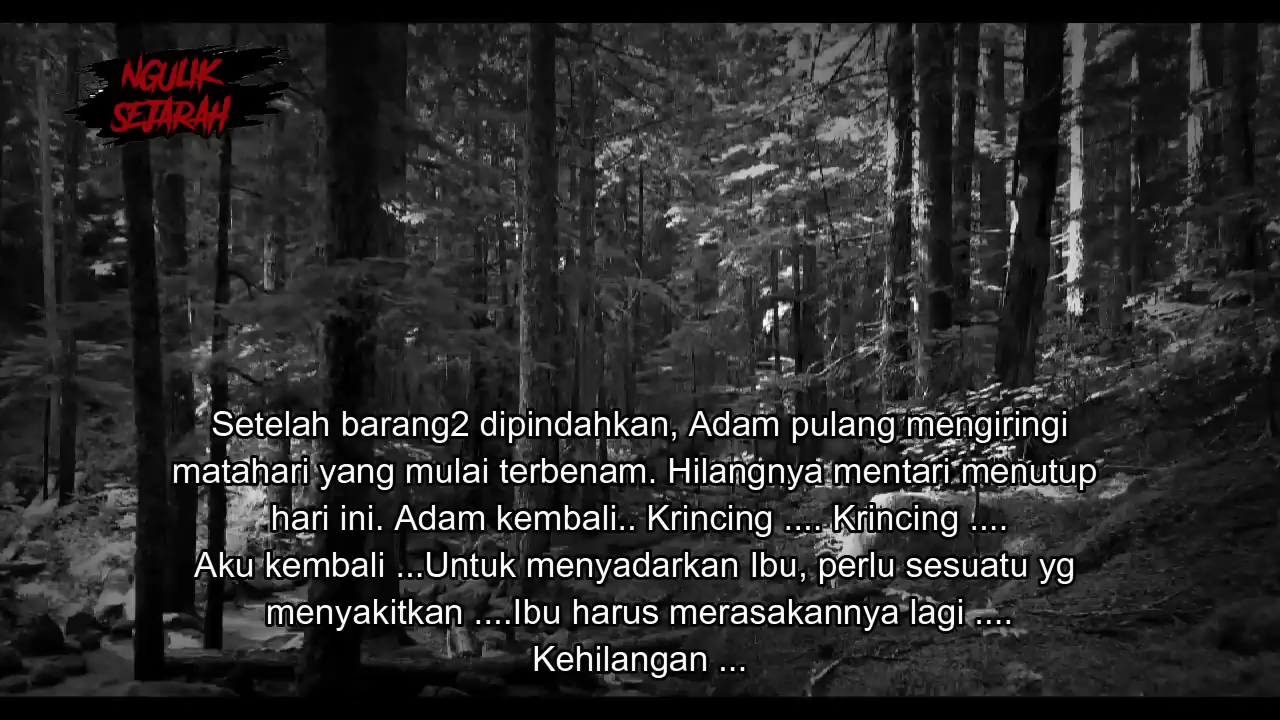 NGULIK
SEJARAH
Setelah barang2 dipindahkan, Adam pulang mengiringi
matahari yang mulai terbenam. Hilangnya mentari menutup
hari ini. Adam kembali.. Krincing .... Krincing ....
Aku kembali ...Untuk menyadarkan Ibu, perlu sesuatu yg
menyakitkan ....Ibu harus merasakannya lagi ....
Kehilangan ...